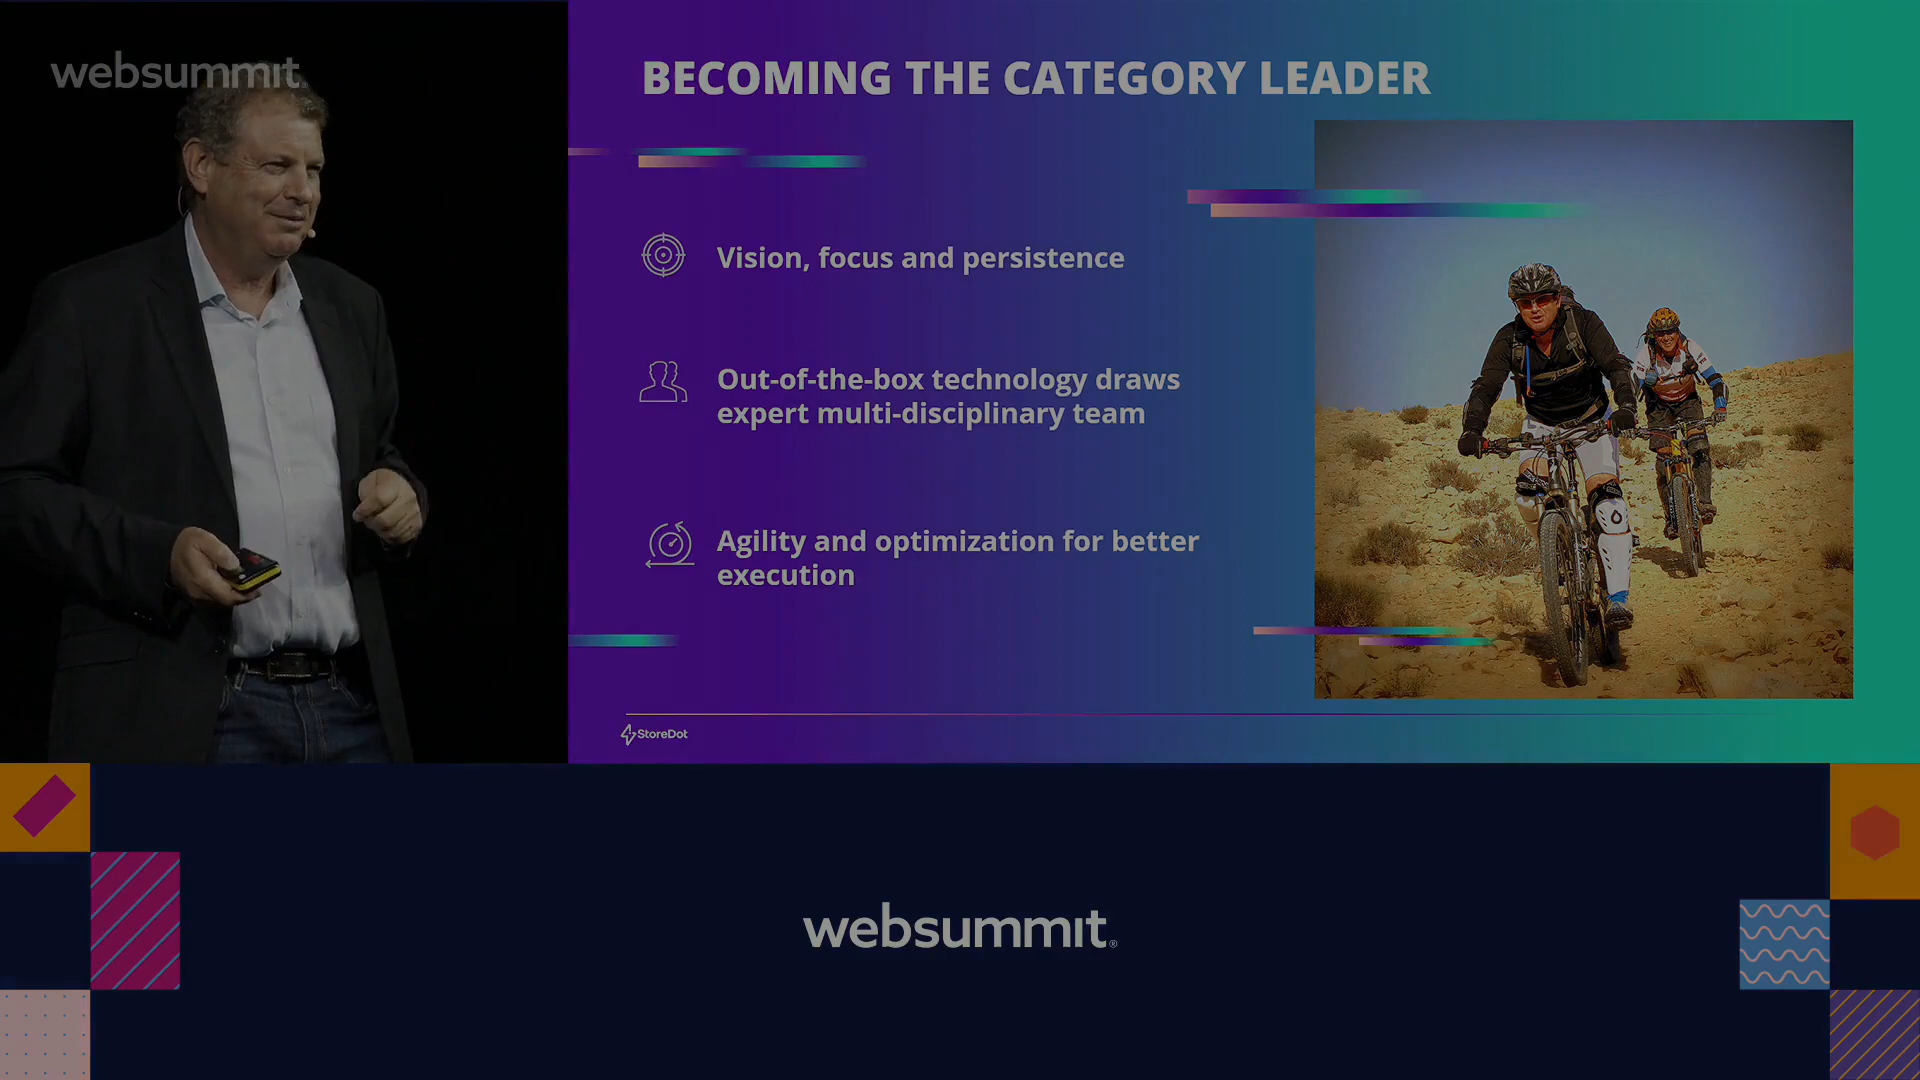 websummit.
BECOMING THE CATEGORY LEADER
Vision, focus and persistence
Out-of-the-box technology draws
expert multi-disciplinary team
Agility and optimization for better
execution
StoreDot
websummit.®